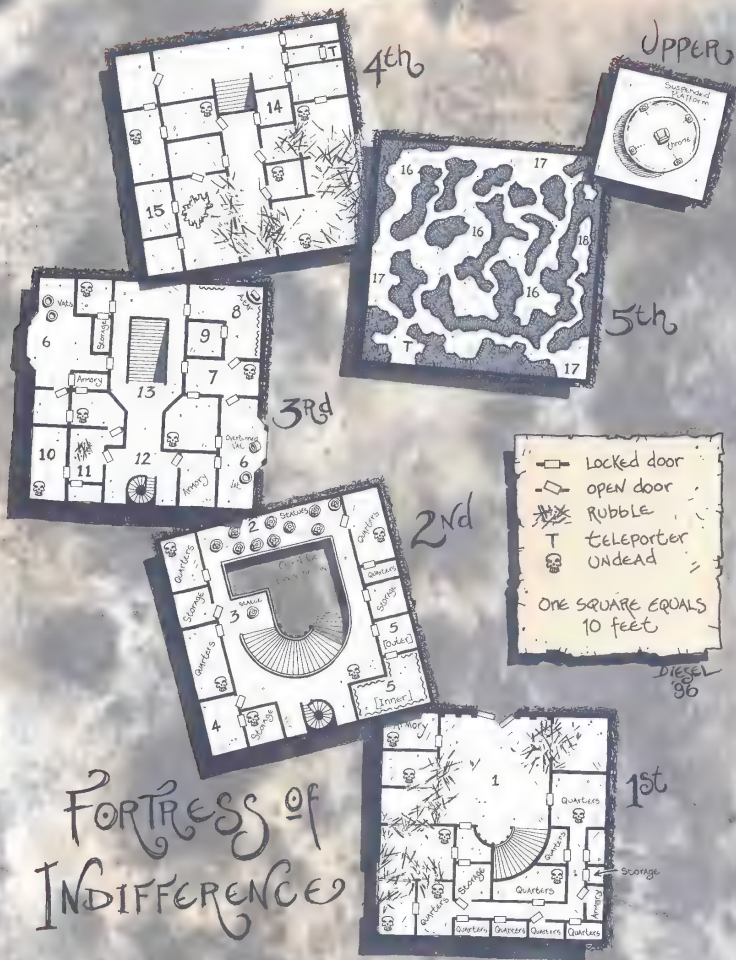 UPPER
Suspended
Platform
throne
4th
T
14
15
5th
16
17
16
18
17
16
T
17
3Rd
Vats
6
Storage
Armory
8
9
7
13
10
11
12
Overturned
Vat
6
Vat
Armory
2nd
2
STATUES
Quarters
Quarters
Quarters
Storage
3
STATUE
Storage
5
[Outer]
Quarters
5
[Inner]
4
Storage
1st
Armory
1
Quarters
Quarters
Storage
Quarters
Storage
Armory
Quarters
Quarters
Quarters
Quarters
Quarters
Locked door
open door
Rubble
T teleporter
UNDEAD
ONE SQUARE EQUALS
10 feet
DIESEL
'96
FORTRESS of
INDIFFERENCE